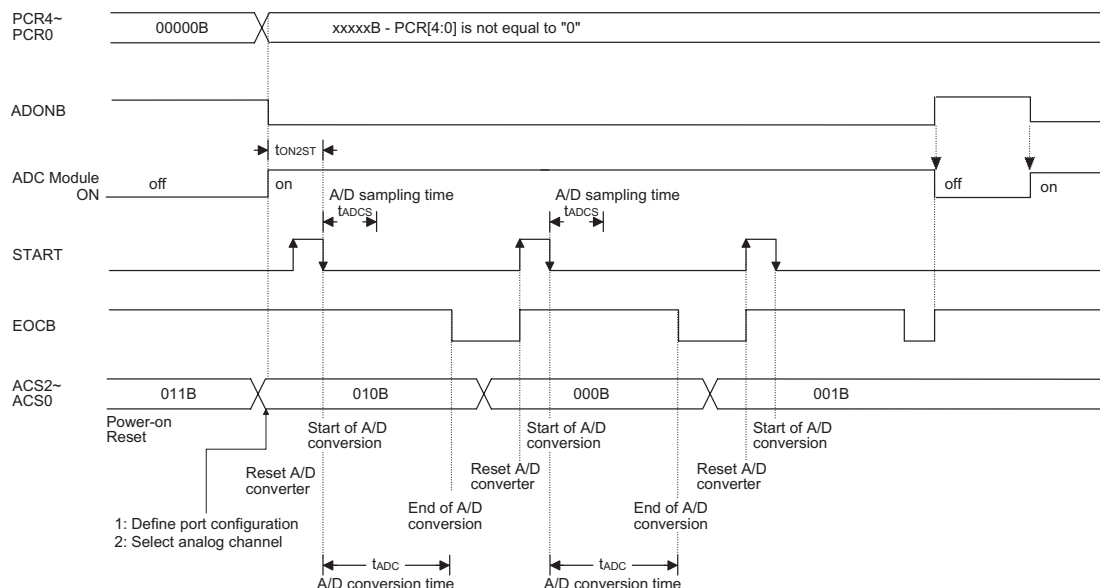 PCR4~
PCR0
00000B
xxxxxB - PCR[4:0] is not equal to "0"
ADONB
tON2ST
ADC Module
ON
off
on
A/D sampling time
tADCS
A/D sampling time
tADCS
off
on
START
EOCB
ACS2~
ACS0
011B
010B
000B
001B
Power-on
Reset
Start of A/D
conversion
Start of A/D
conversion
Start of A/D
conversion
Reset A/D
converter
Reset A/D
converter
Reset A/D
converter
End of A/D
conversion
End of A/D
conversion
1: Define port configuration
2: Select analog channel
tADC
A/D conversion time
tADC
A/D conversion time